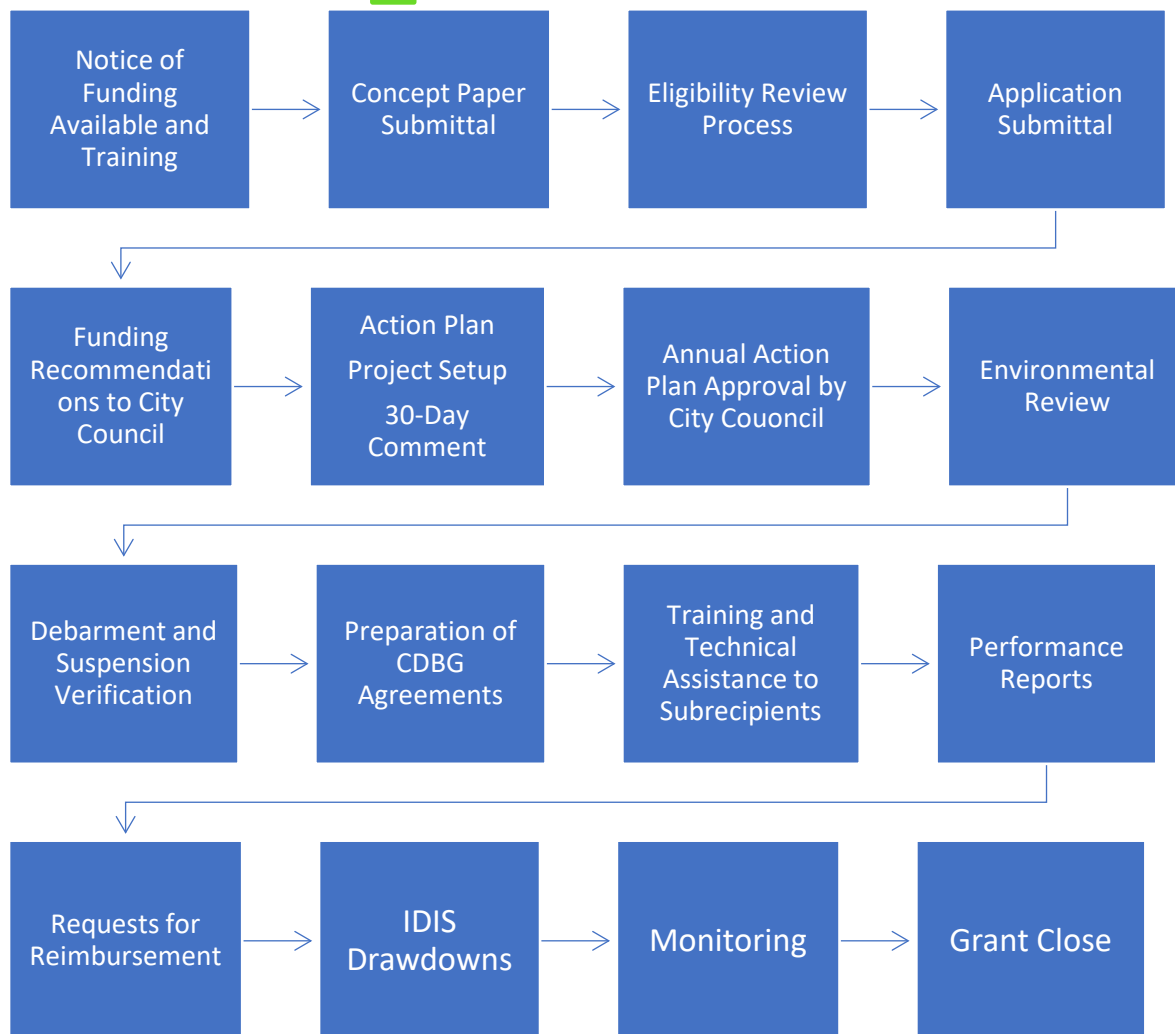 Notice of
Funding
Available and
Training
Concept Paper
Submittal
Eligibility Review
Process
Application
Submittal
Funding
Recommendati
ons to City
Council
Action Plan
Project Setup
30-Day
Comment
Annual Action
Plan Approval by
City Couoncil
Environmental
Review
Debarment and
Suspension
Verification
Preparation of
CDBG
Agreements
Training and
Technical
Assistance to
Subrecipients
Performance
Reports
Requests for
Reimbursement
IDIS
Drawdowns
Monitoring
Grant Close